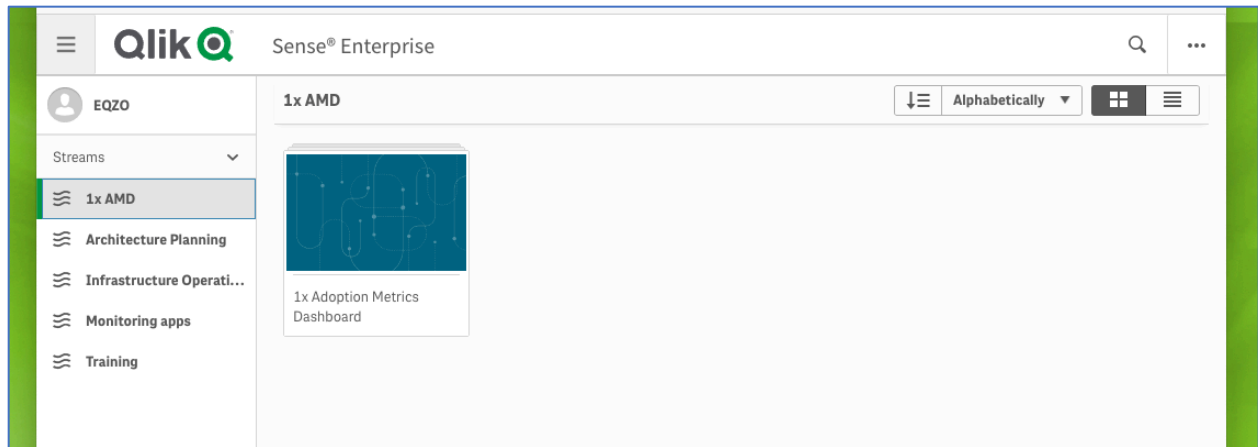 Qlik Q
Sense® Enterprise
EQZO
1x AMD
Alphabetically
Streams
1x AMD
Architecture Planning
Infrastructure Operati...
Monitoring apps
Training
1x Adoption Metrics
Dashboard